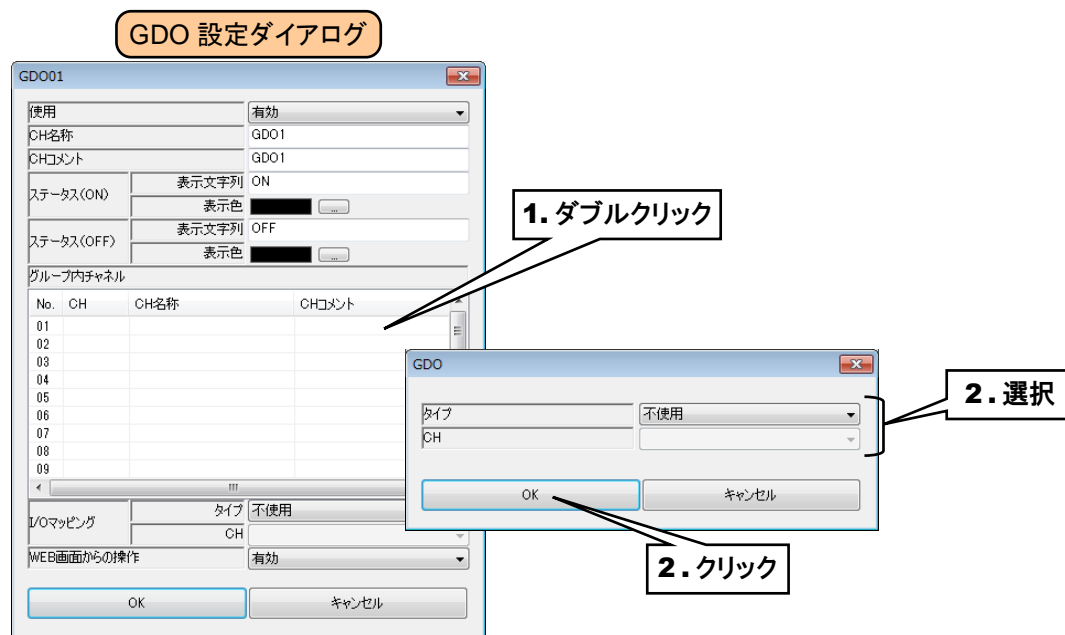 GDO 設定ダイアログ
GDO01
使用 有効
CH名称 GDO1
CHコメント GDO1
ステータス(ON) 表示文字列 ON
表示色 ...
ステータス(OFF) 表示文字列 OFF
表示色 ...
グループ内チャネル
No. CH CH名称 CHコメント
01
02
03
04
05
06
07
08
09
I/Oマッピング タイプ 不使用
CH
WEB画面からの操作 有効
OK キャンセル
1.ダブルクリック
GDO
タイプ 不使用
CH
OK キャンセル
2.選択
2.クリック